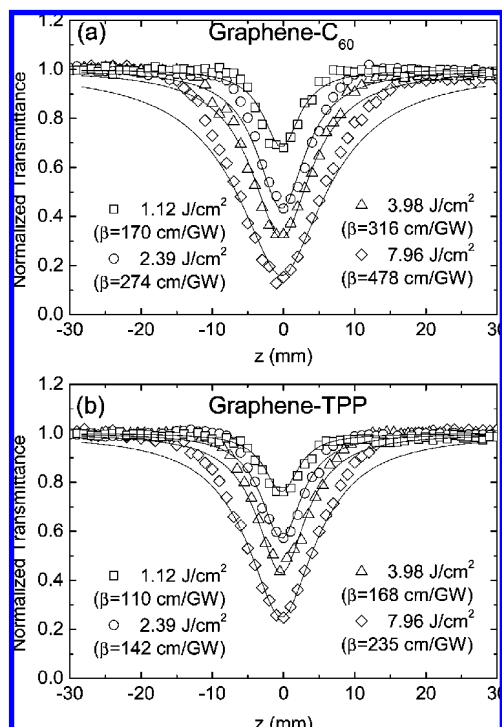 (a) Graphene-C60
Normalized Transmittance
1.0
0.8
0.6
0.4
0.2
0.0
□ 1.12 J/cm²
(β=170 cm/GW)
○ 2.39 J/cm²
(β=274 cm/GW)
△ 3.98 J/cm²
(β=316 cm/GW)
◇ 7.96 J/cm²
(β=478 cm/GW)
-30 -20 -10 0 10 20 30
z (mm)
(b) Graphene-TPP
Normalized Transmittance
1.2
1.0
0.8
0.6
0.4
0.2
0.0
□ 1.12 J/cm²
(β=110 cm/GW)
○ 2.39 J/cm²
(β=142 cm/GW)
△ 3.98 J/cm²
(β=168 cm/GW)
◇ 7.96 J/cm²
(β=235 cm/GW)
-30 -20 -10 0 10 20 30
z (mm)